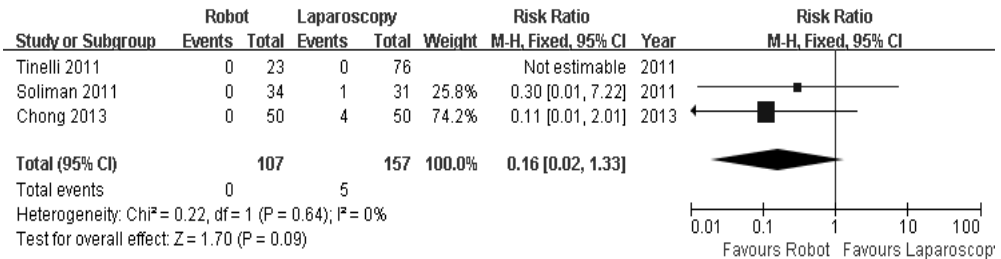 Robot Laparoscopy Risk Ratio Risk Ratio
Study or Subgroup Events Total Events Total Weight M-H, Fixed, 95% CI Year M-H, Fixed, 95% CI
Tinelli 2011 0 23 0 76 Not estimable 2011
Soliman 2011 0 34 1 31 25.8% 0.30 [0.01, 7.22] 2011
Chong 2013 0 50 4 50 74.2% 0.11 [0.01, 2.01] 2013
Total (95% CI) 107 157 100.0% 0.16 [0.02, 1.33]
Total events 0 5
Heterogeneity: Chi² = 0.22, df = 1 (P = 0.64); I² = 0%
Test for overall effect: Z = 1.70 (P = 0.09)
0.01 0.1 1 10 100
Favours Robot Favours Laparoscopy